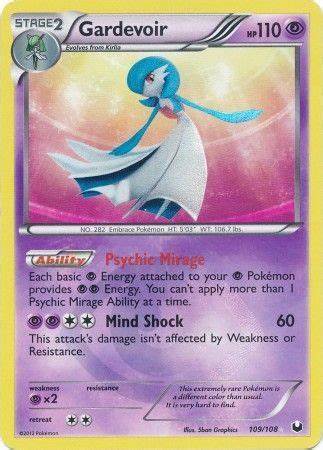 STAGE2 Gardevoir HP110
Evolves from Kirlia
NO. 282 Embrace Pokémon HT: 5'03" WT: 106.7 lbs.
Ability Psychic Mirage
Each basic Energy attached to your Pokémon
provides Energy. You can't apply more than 1
Psychic Mirage Ability at a time.
Mind Shock 60
This attack's damage isn't affected by Weakness or
Resistance.
weakness resistance
×2
retreat
This extremely rare Pokémon is
a different color than usual.
It is very hard to find.
©2012 Pokémon
Illus. 5ban Graphics 109/108